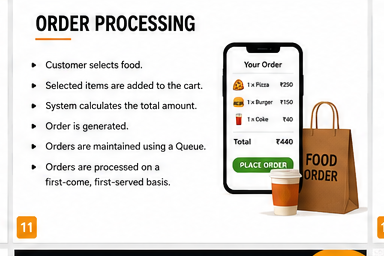 ORDER PROCESSING
Customer selects food.
Selected items are added to the cart.
System calculates the total amount.
Order is generated.
Orders are maintained using a Queue.
Orders are processed on a
first-come, first-served basis.
Your Order
1 x Pizza ₹250
1 x Burger ₹150
1 x Coke ₹40
Total ₹440
PLACE ORDER
FOOD
ORDER
11